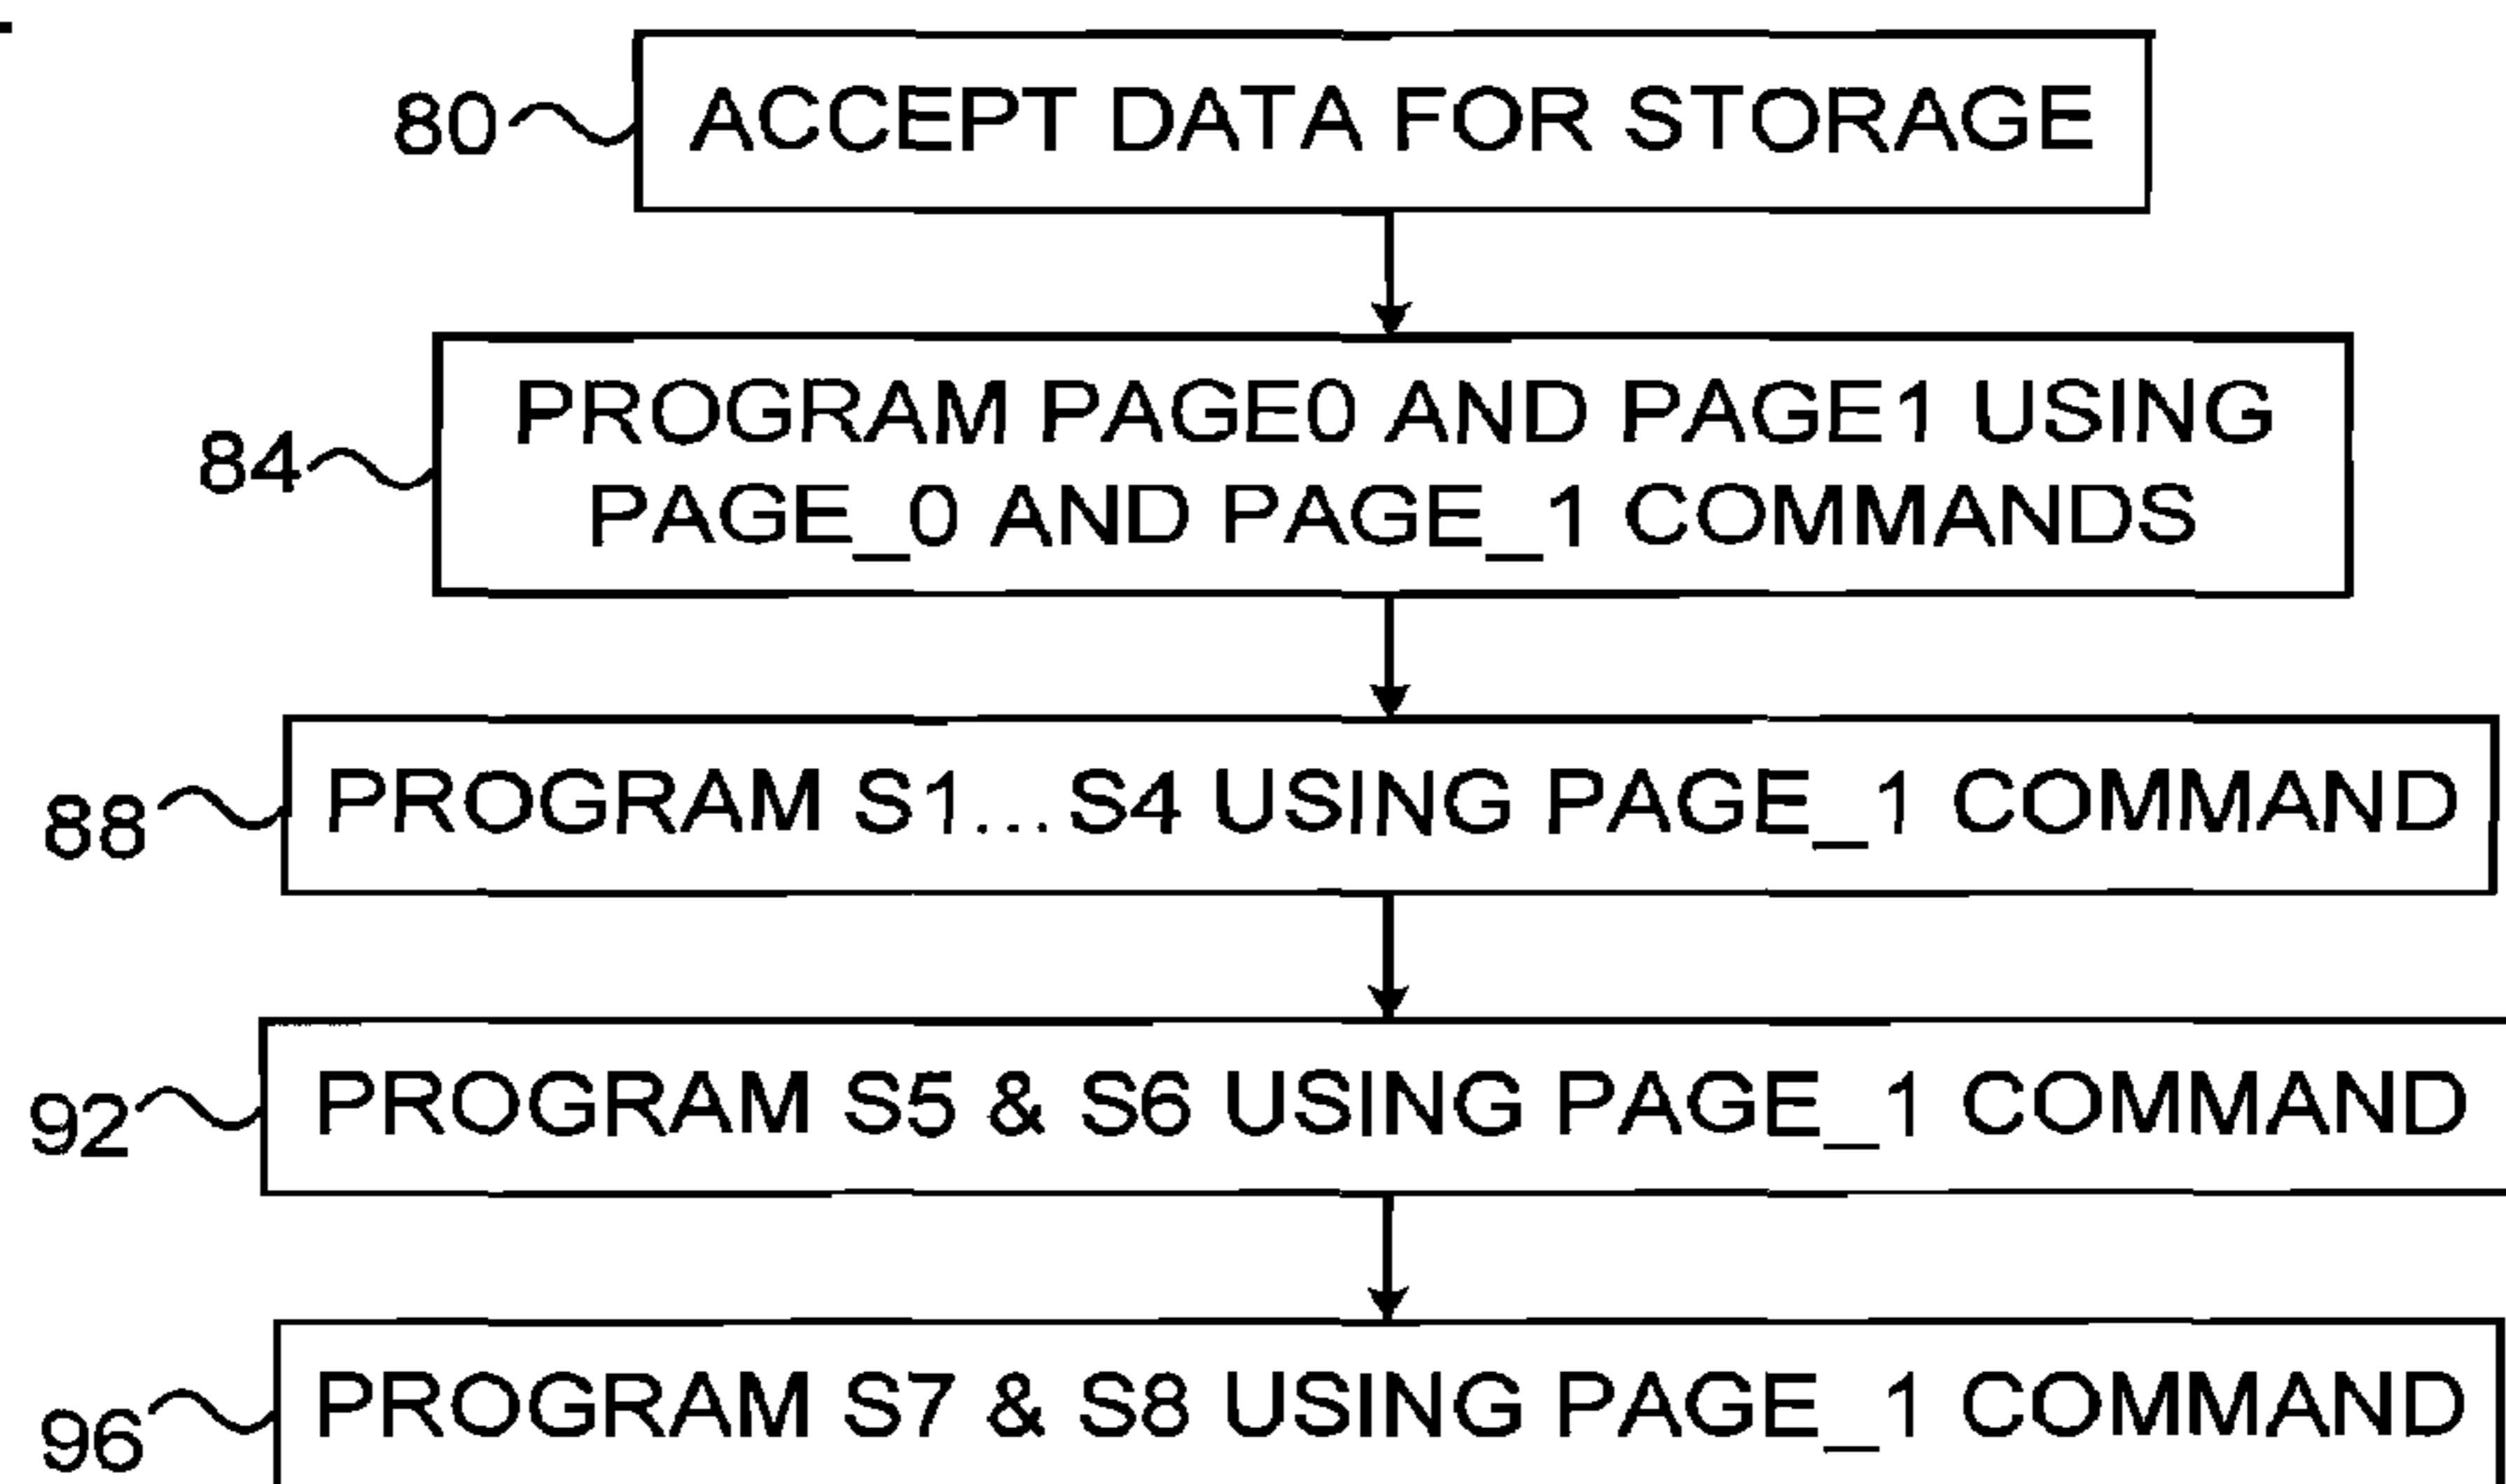 80
ACCEPT DATA FOR STORAGE
84
PROGRAM PAGE0 AND PAGE1 USING
PAGE_0 AND PAGE_1 COMMANDS
88
PROGRAM S1...S4 USING PAGE_1 COMMAND
92
PROGRAM S5 & S6 USING PAGE_1 COMMAND
96
PROGRAM S7 & S8 USING PAGE_1 COMMAND